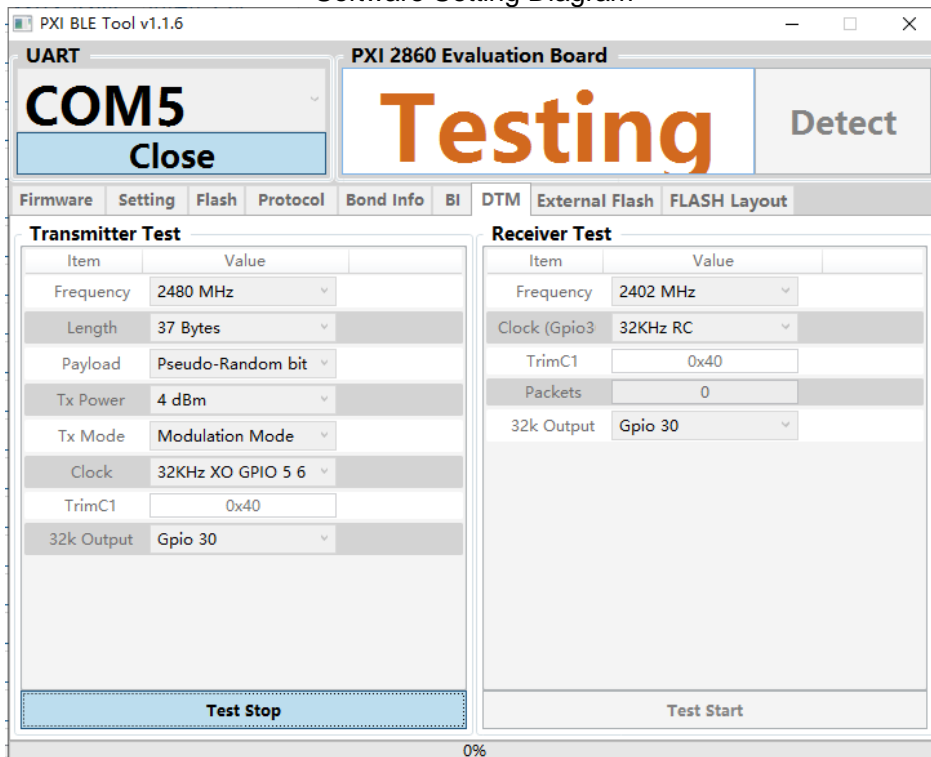 Software Setting Diagram
PXI BLE Tool v1.1.6
UART
COM5
Close
PXI 2860 Evaluation Board
Testing
Detect
Firmware Setting Flash Protocol Bond Info BI DTM External Flash FLASH Layout
Transmitter Test
Item Value
Frequency 2480 MHz
Length 37 Bytes
Payload Pseudo-Random bit
Tx Power 4 dBm
Tx Mode Modulation Mode
Clock 32KHz XO GPIO 5 6
TrimC1 0x40
32k Output Gpio 30
Test Stop
Receiver Test
Item Value
Frequency 2402 MHz
Clock (Gpio3 32KHz RC
TrimC1 0x40
Packets 0
32k Output Gpio 30
Test Start
0%